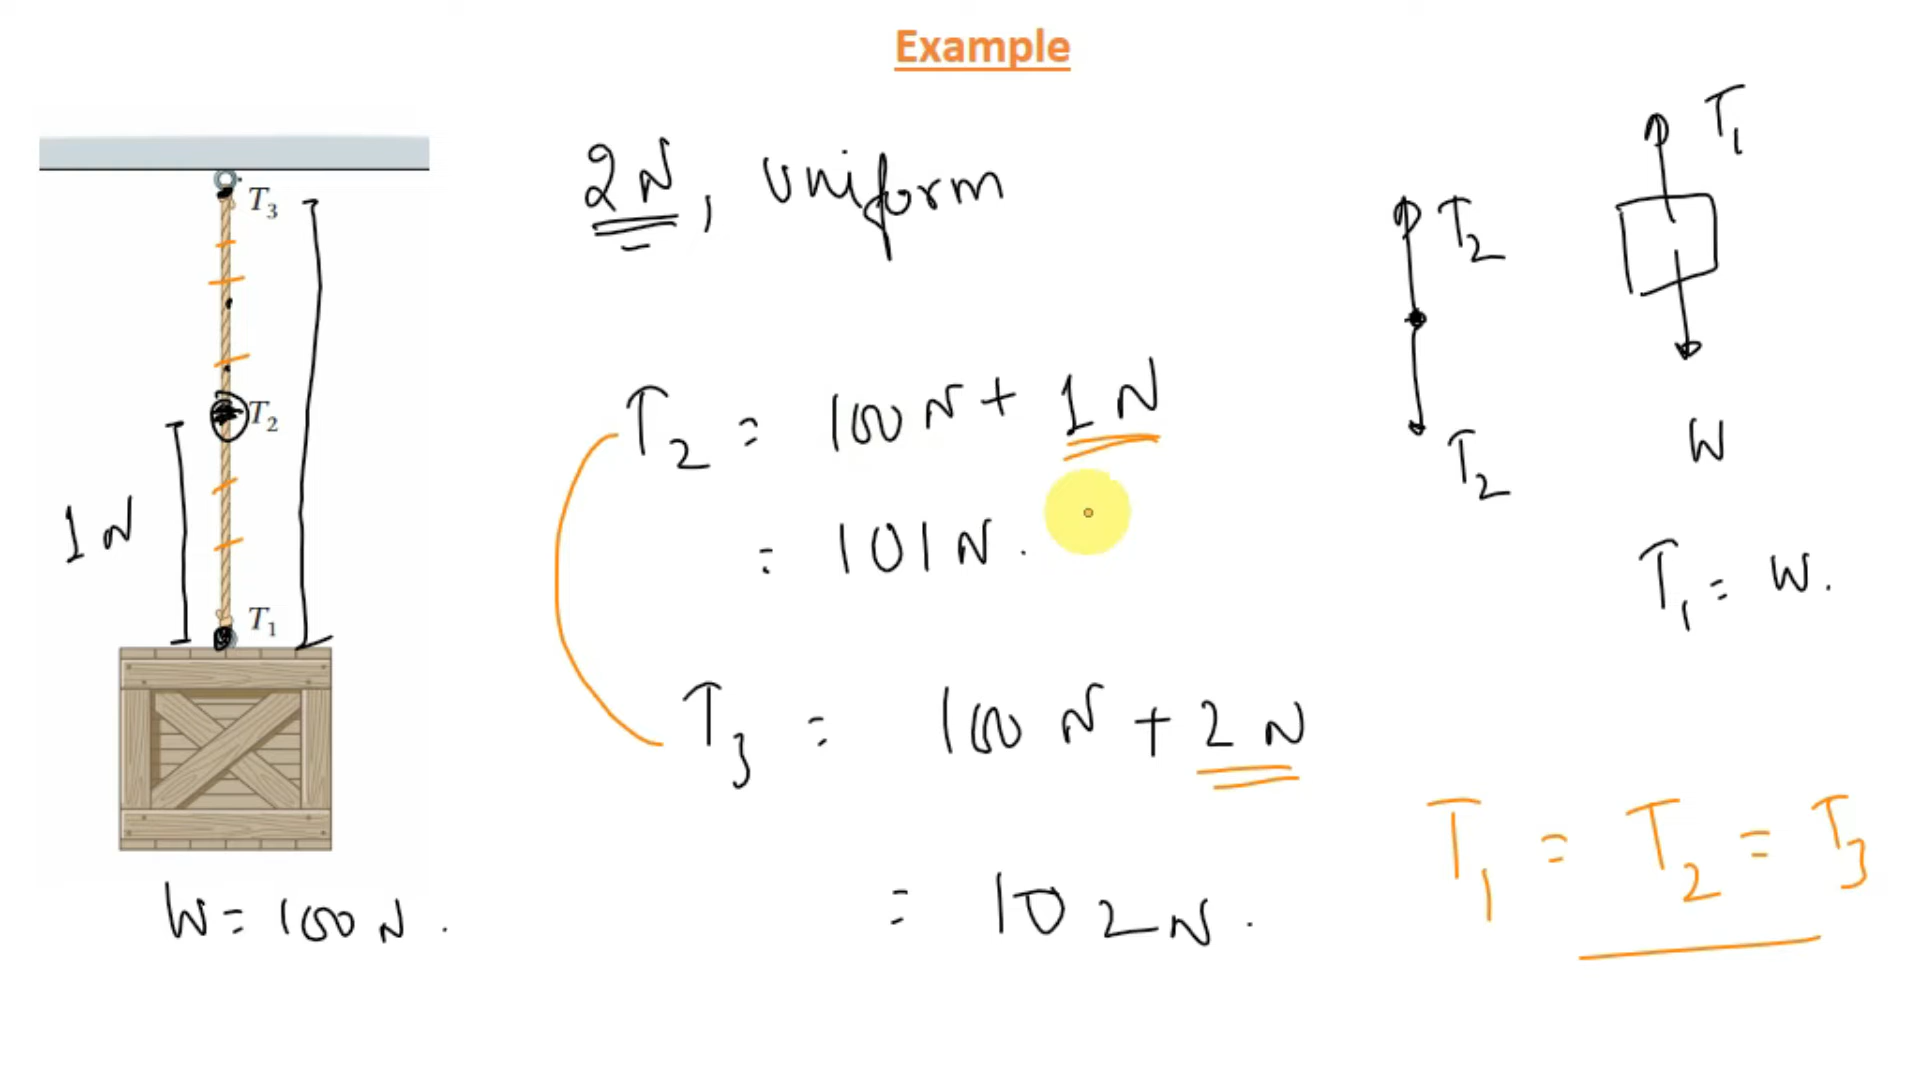 Example
2N, uniform
T₃
T₂
1N
T₁
W = 100 N.
T₂ = 100N + 1N
= 101N.
T₃ = 100N + 2N
= 102N.
T₂
T₂
T₁
W
T₁ = W.
T₁ = T₂ = T₃